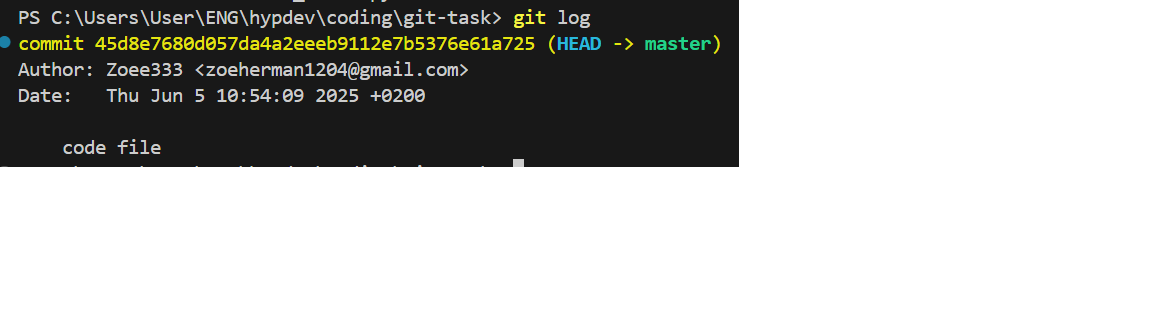 PS C:\Users\User\ENG\hypdev\coding\git-task> git log
commit 45d8e7680d057da4a2eeeb9112e7b5376e61a725 (HEAD -> master)
Author: Zoee333 <zoeherman1204@gmail.com>
Date:   Thu Jun 5 10:54:09 2025 +0200
    code file